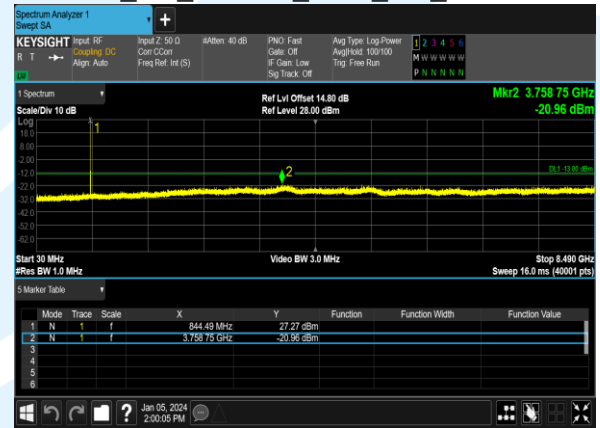 Spectrum Analyzer 1
Swept SA
KEYSIGHT Input: RF Input Z: 50 Ω #Atten: 40 dB PNO: Fast Avg Type: Log-Power 1 2 3 4 5 6
R T Coupling: DC Corr CCorr Gate: Off Avg|Hold: 100/100 M W W W W W
Align: Auto Freq Ref: Int (S) IF Gain: Low Trig: Free Run
LV Sig Track: Off P N N N N N
1 Spectrum Ref Lvl Offset 14.80 dB Mkr2 3.758 75 GHz
Scale/Div 10 dB Ref Level 28.00 dBm -20.96 dBm
Log
18.0 1
8.00
-2.00
-12.0 2 DL1 -13.00 dBm
-22.0
-32.0
-42.0
-52.0
-62.0
Start 30 MHz Video BW 3.0 MHz Stop 8.490 GHz
#Res BW 1.0 MHz Sweep 16.0 ms (40001 pts)
5 Marker Table
Mode Trace Scale X Y Function Function Width Function Value
1 N 1 f 844.49 MHz 27.27 dBm
2 N 1 f 3.758 75 GHz -20.96 dBm
3
4
5
6
? Jan 05, 2024
2:00:05 PM